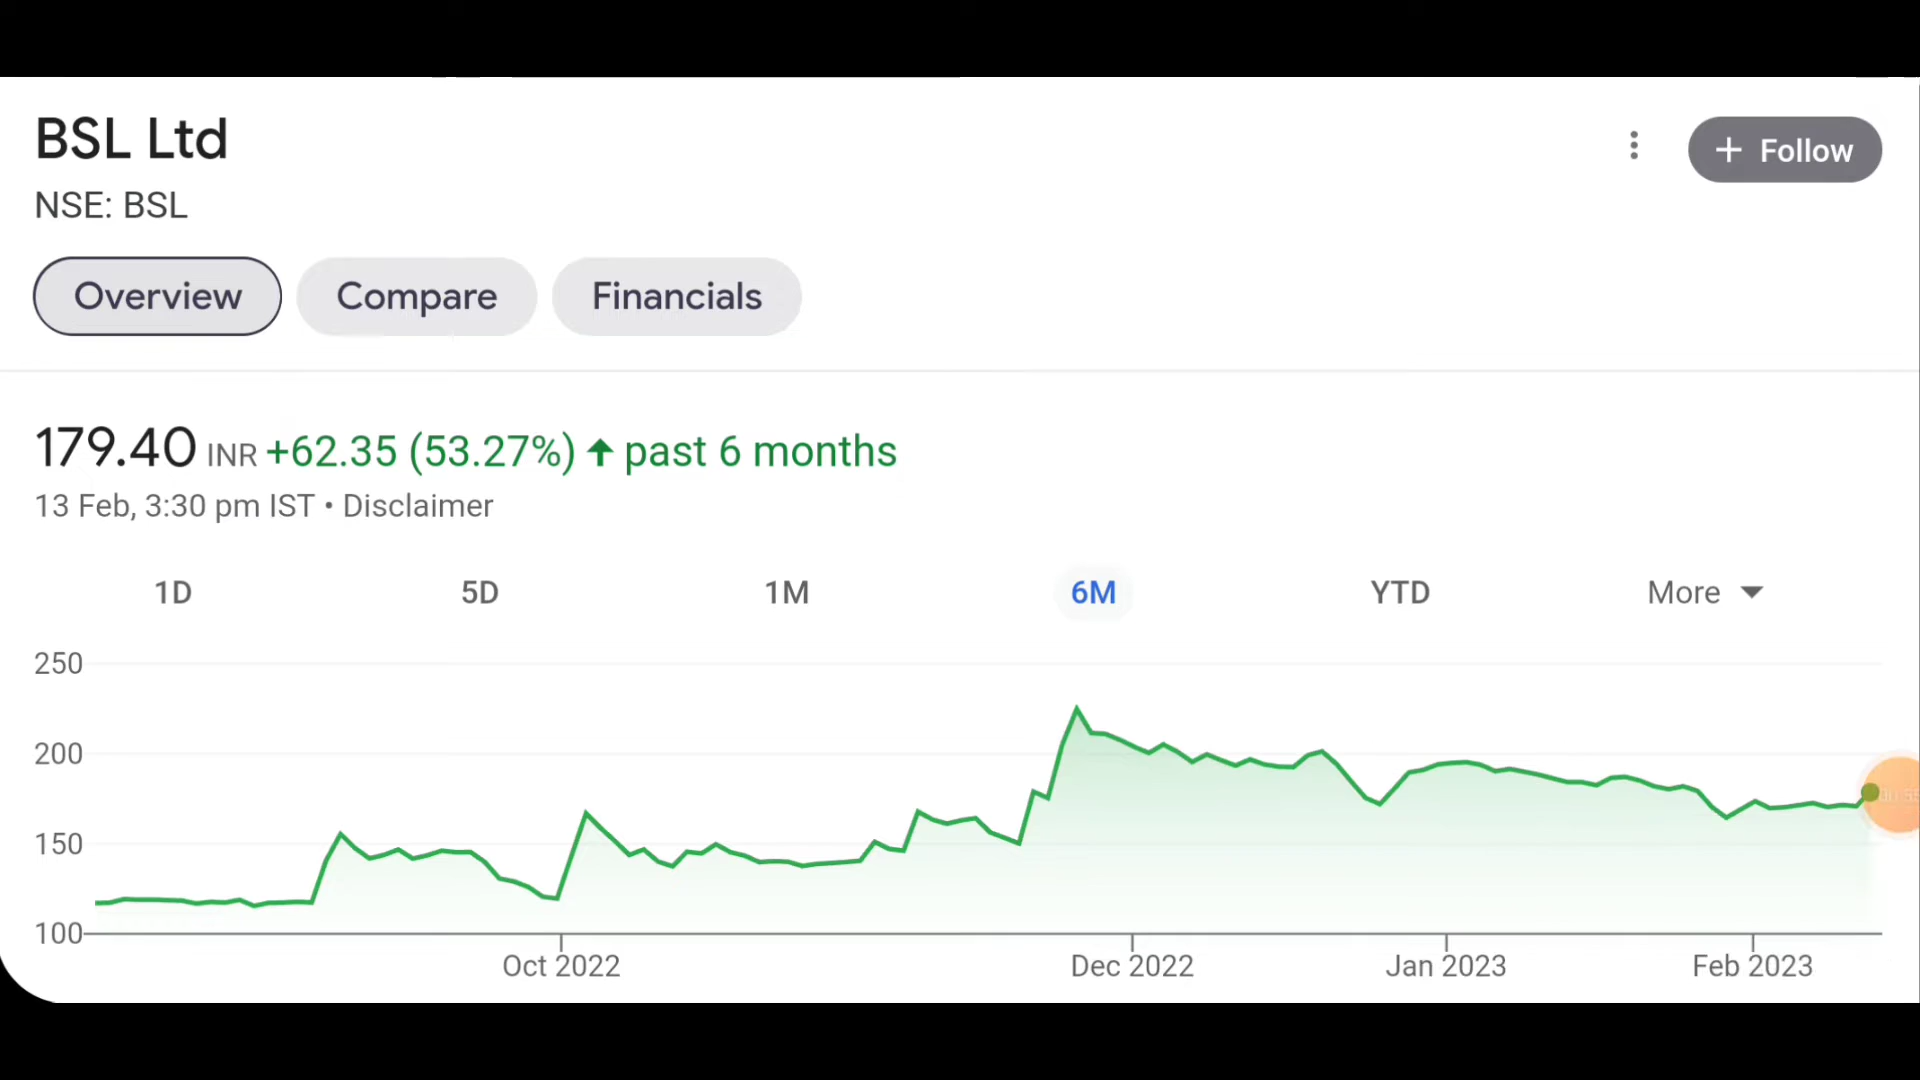 BSL Ltd
+ Follow
NSE: BSL
Overview Compare Financials
179.40 INR +62.35 (53.27%) ↑ past 6 months
13 Feb, 3:30 pm IST • Disclaimer
1D 5D 1M 6M YTD More
250
200
150
100
Oct 2022 Dec 2022 Jan 2023 Feb 2023